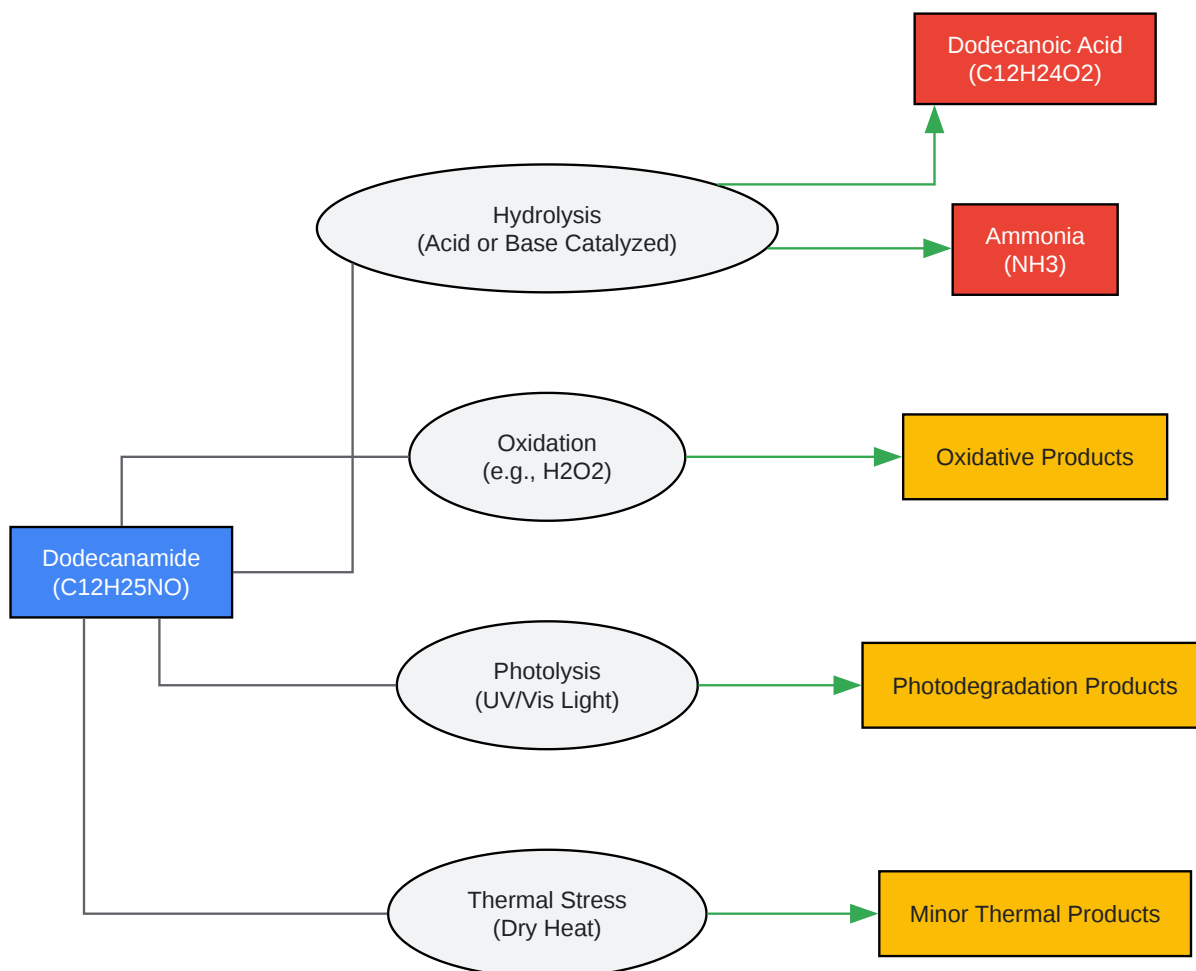 Dodecanoic Acid
(C12H24O2)
Hydrolysis
(Acid or Base Catalyzed)
Ammonia
(NH3)
Oxidation
(e.g., H2O2)
Oxidative Products
Dodecanamide
(C12H25NO)
Photolysis
(UV/Vis Light)
Photodegradation Products
Thermal Stress
(Dry Heat)
Minor Thermal Products